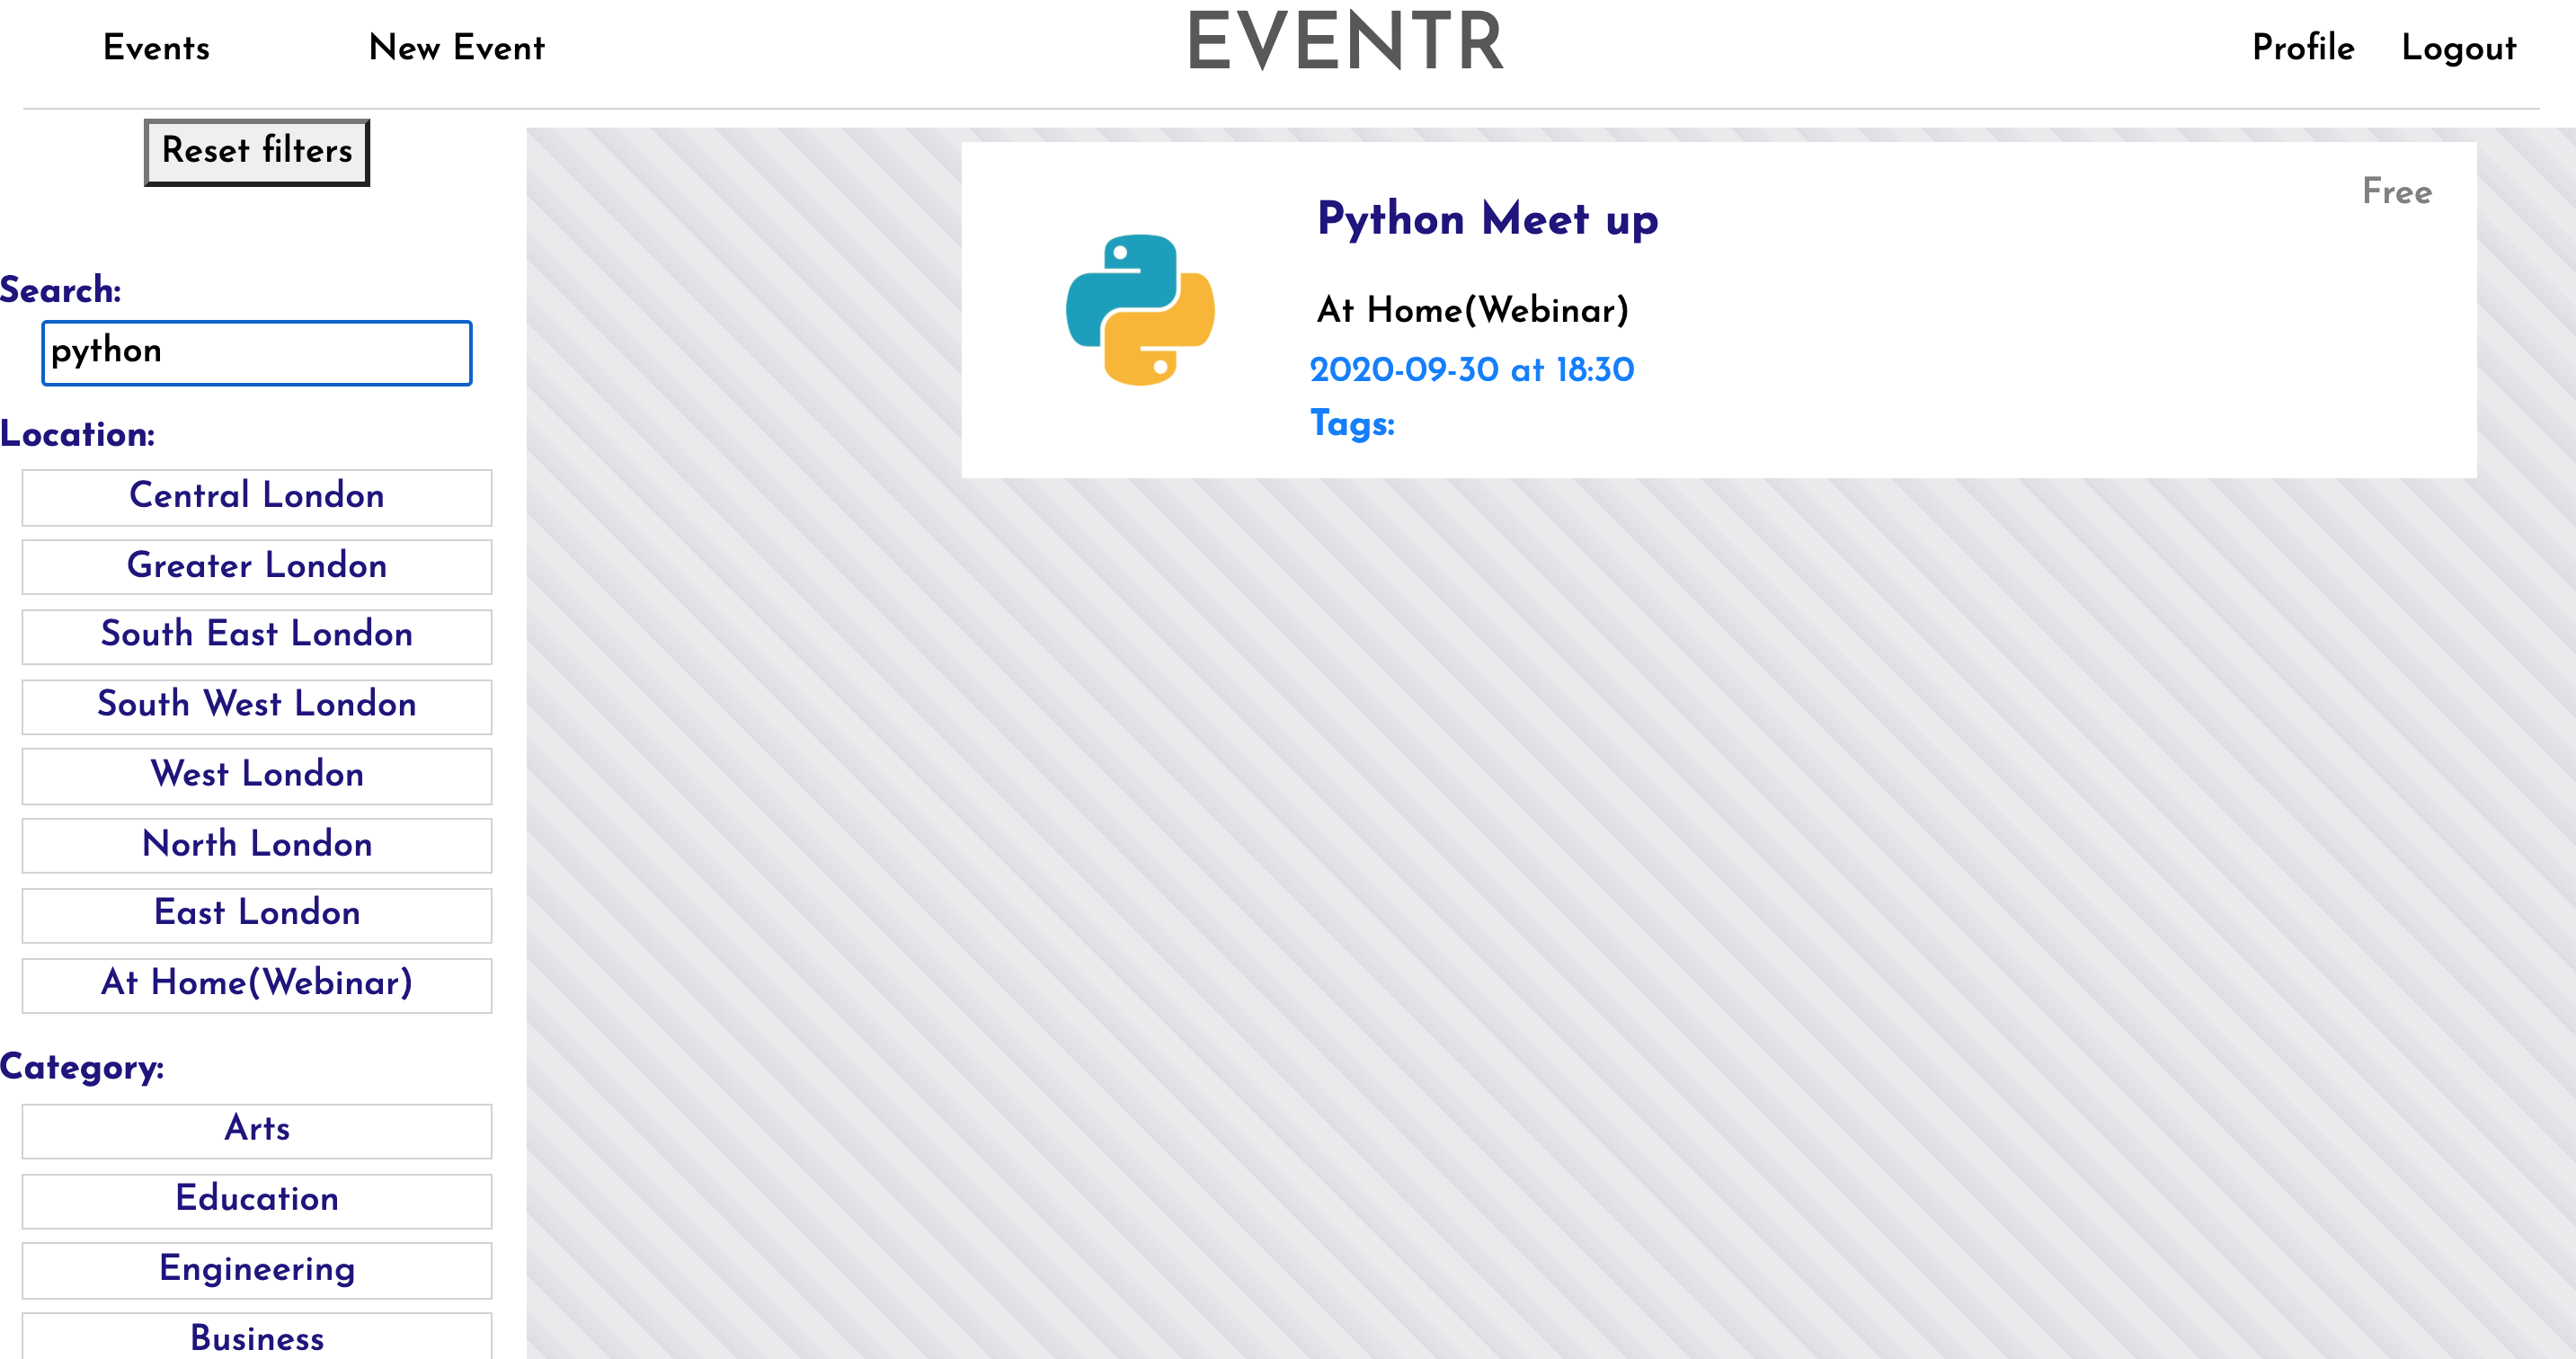 Events
New Event
EVENTR
Profile
Logout
Reset filters
Search:
python
Location:
Central London
Greater London
South East London
South West London
West London
North London
East London
At Home(Webinar)
Category:
Arts
Education
Engineering
Business
Python Meet up
Free
At Home(Webinar)
2020-09-30 at 18:30
Tags: